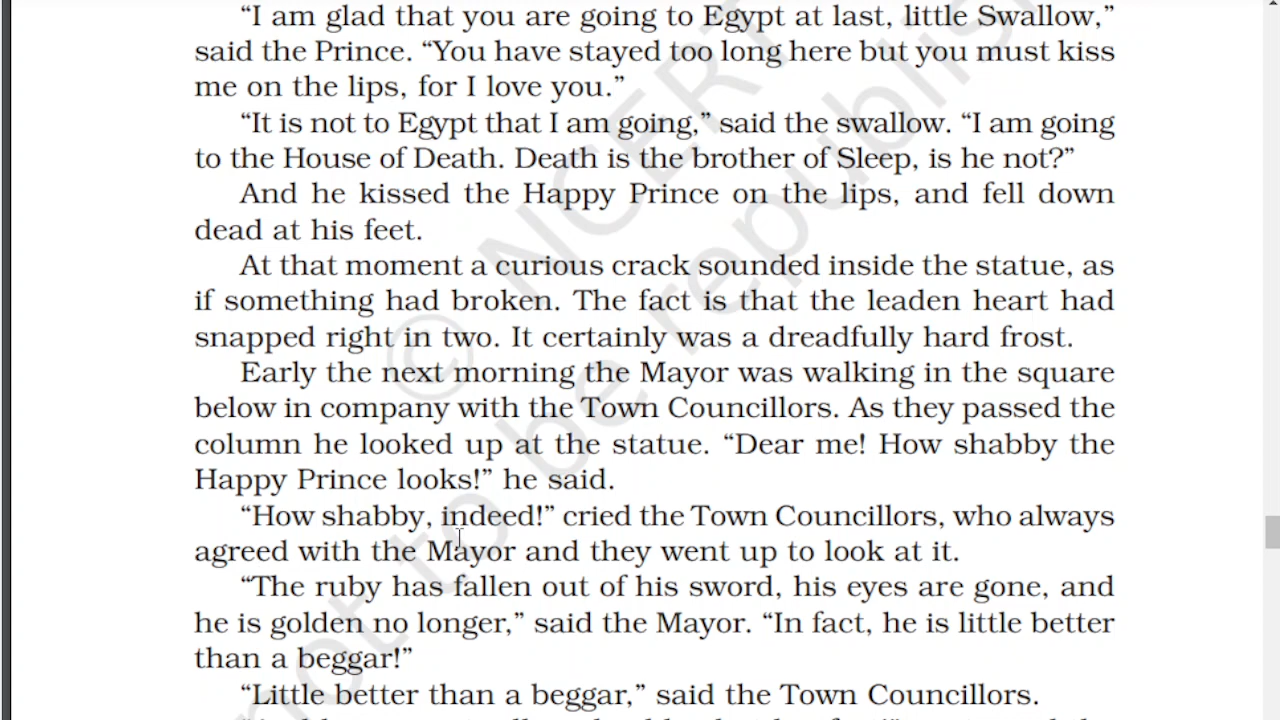 “I am glad that you are going to Egypt at last, little Swallow,”
said the Prince. “You have stayed too long here but you must kiss
me on the lips, for I love you.”
“It is not to Egypt that I am going,” said the swallow. “I am going
to the House of Death. Death is the brother of Sleep, is he not?”
And he kissed the Happy Prince on the lips, and fell down
dead at his feet.
At that moment a curious crack sounded inside the statue, as
if something had broken. The fact is that the leaden heart had
snapped right in two. It certainly was a dreadfully hard frost.
Early the next morning the Mayor was walking in the square
below in company with the Town Councillors. As they passed the
column he looked up at the statue. “Dear me! How shabby the
Happy Prince looks!” he said.
“How shabby, indeed!” cried the Town Councillors, who always
agreed with the Mayor and they went up to look at it.
“The ruby has fallen out of his sword, his eyes are gone, and
he is golden no longer,” said the Mayor. “In fact, he is little better
than a beggar!”
“Little better than a beggar,” said the Town Councillors.
© NCERT
not to be republis